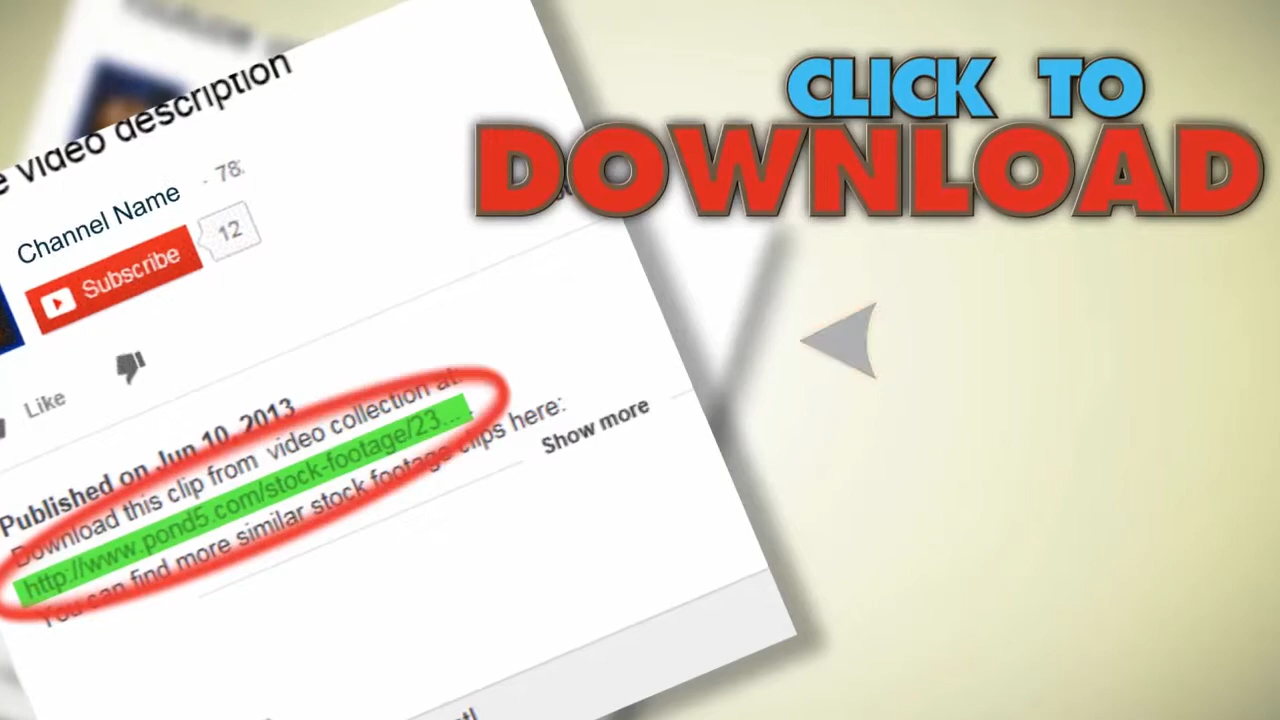 CLICK TO
DOWNLOAD
video description
Channel Name
Subscribe
12
Like
Published on Jun 10, 2013
Download this clip from video collection at:
http://www.pond5.com/stock-footage/23...
You can find more similar stock footage clips here:
Show more